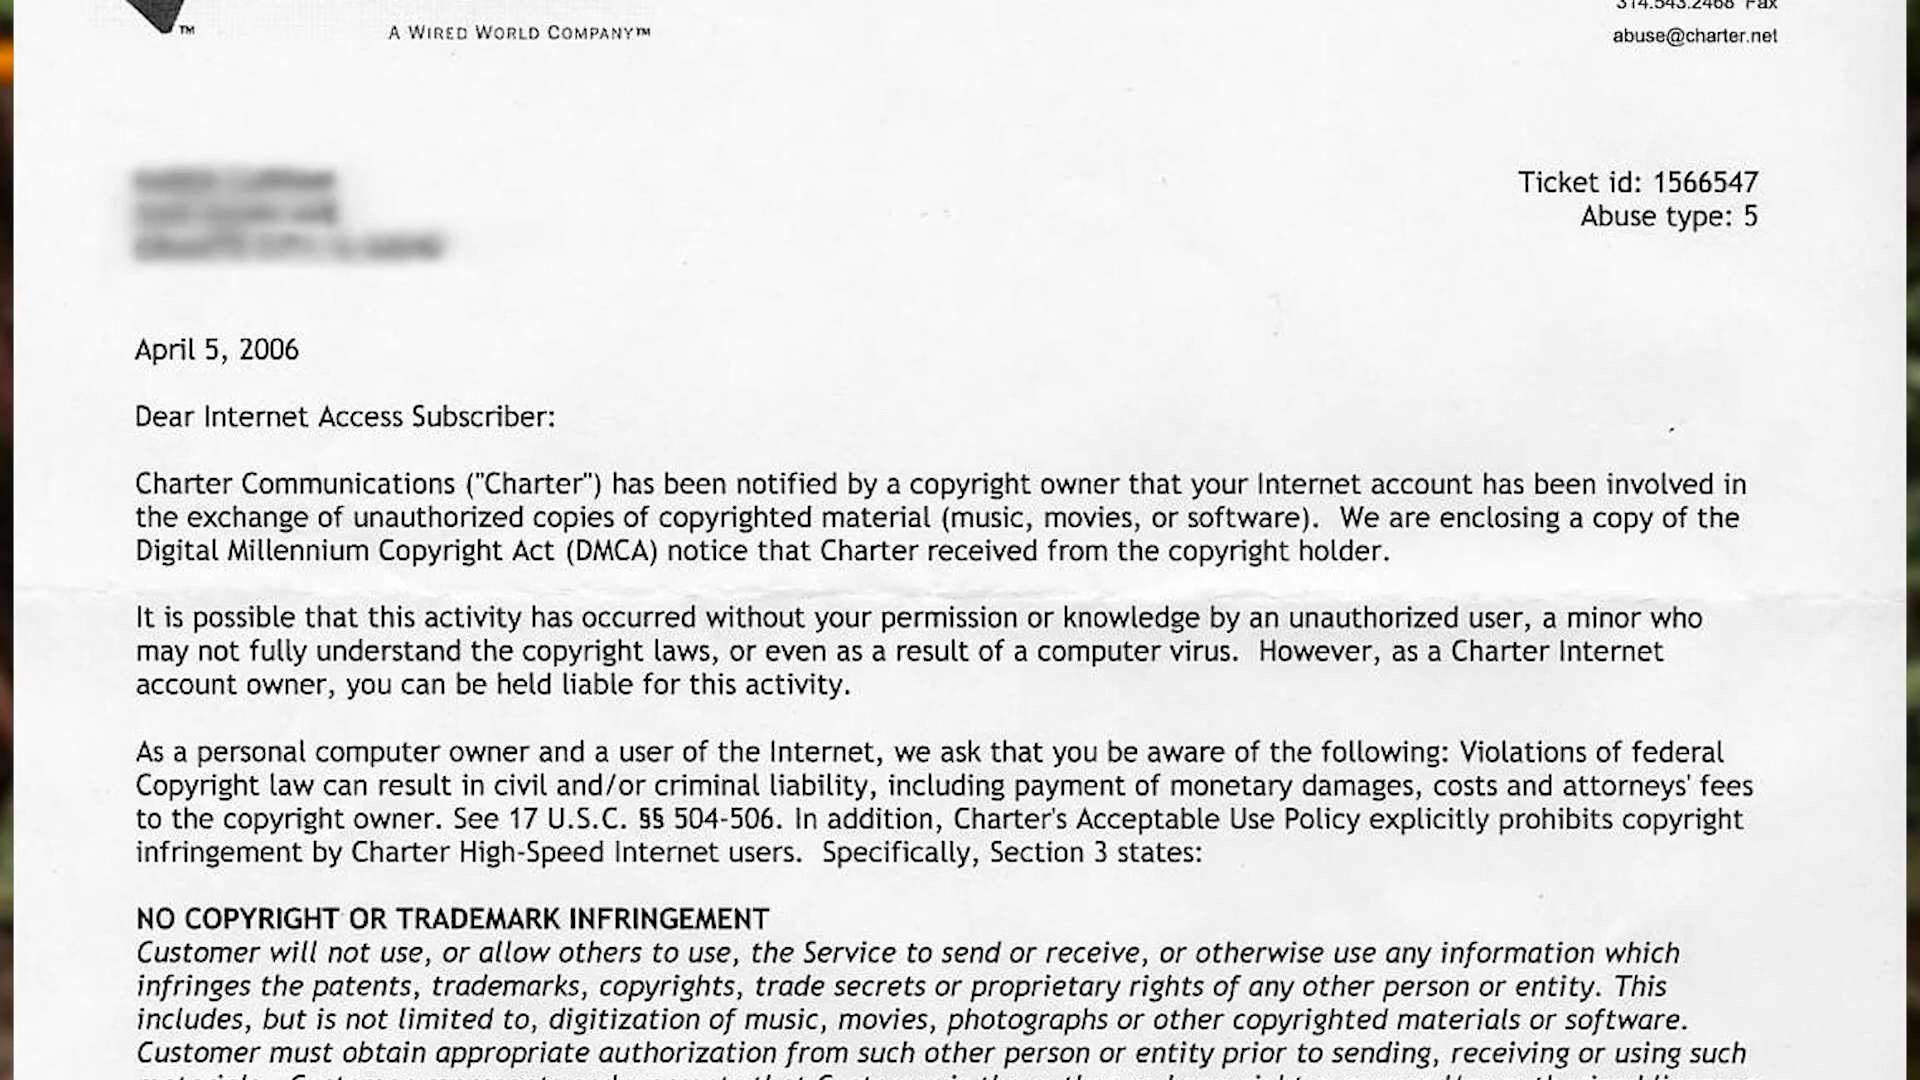 ™
A WIRED WORLD COMPANY™
314.543.2468 Fax
abuse@charter.net
Ticket id: 1566547
Abuse type: 5
April 5, 2006
Dear Internet Access Subscriber:
Charter Communications ("Charter") has been notified by a copyright owner that your Internet account has been involved in
the exchange of unauthorized copies of copyrighted material (music, movies, or software).  We are enclosing a copy of the
Digital Millennium Copyright Act (DMCA) notice that Charter received from the copyright holder.
It is possible that this activity has occurred without your permission or knowledge by an unauthorized user, a minor who
may not fully understand the copyright laws, or even as a result of a computer virus.  However, as a Charter Internet
account owner, you can be held liable for this activity.
As a personal computer owner and a user of the Internet, we ask that you be aware of the following: Violations of federal
Copyright law can result in civil and/or criminal liability, including payment of monetary damages, costs and attorneys' fees
to the copyright owner. See 17 U.S.C. §§ 504-506. In addition, Charter's Acceptable Use Policy explicitly prohibits copyright
infringement by Charter High-Speed Internet users.  Specifically, Section 3 states:
NO COPYRIGHT OR TRADEMARK INFRINGEMENT
Customer will not use, or allow others to use, the Service to send or receive, or otherwise use any information which
infringes the patents, trademarks, copyrights, trade secrets or proprietary rights of any other person or entity. This
includes, but is not limited to, digitization of music, movies, photographs or other copyrighted materials or software.
Customer must obtain appropriate authorization from such other person or entity prior to sending, receiving or using such